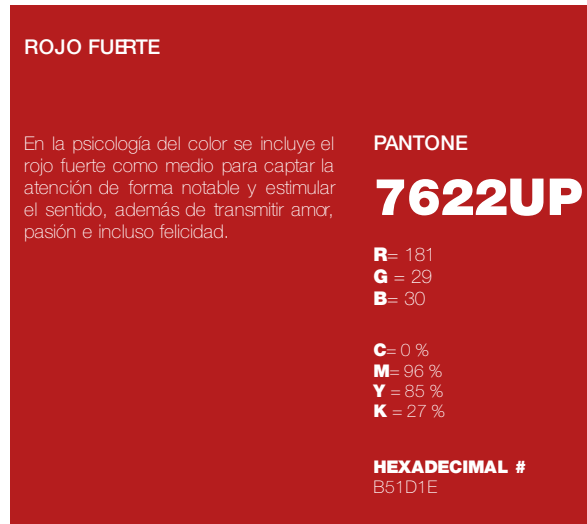 ROJO FUERTE
En la psicología del color se incluye el
rojo fuerte como medio para captar la
atención de forma notable y estimular
el sentido, además de transmitir amor,
pasión e incluso felicidad.
PANTONE
7622UP
R= 181
G = 29
B= 30
C= 0 %
M= 96 %
Y = 85 %
K = 27 %
HEXADECIMAL #
B51D1E